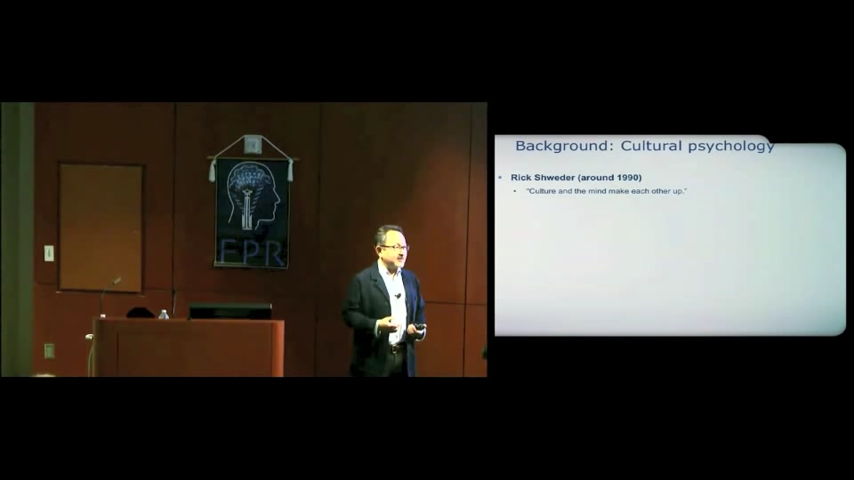 FPR
Background: Cultural psychology
Rick Shweder (around 1990)
"Culture and the mind make each other up."